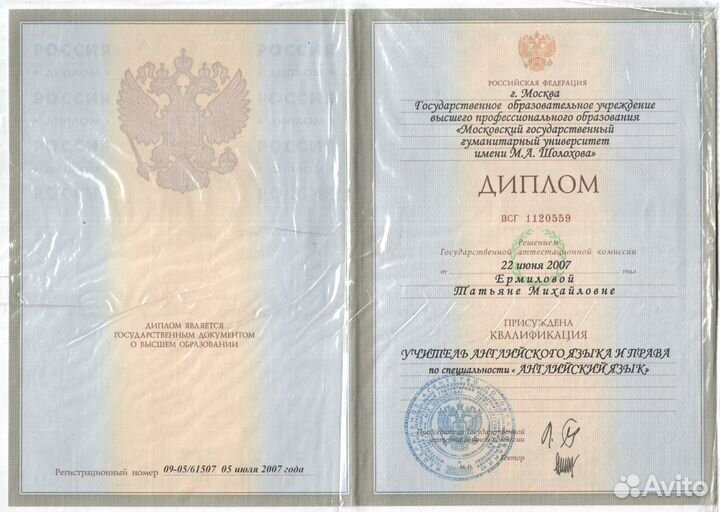 РОССИЯ
ДИПЛОМ
РОССИЯ
ДИПЛОМ
ДИПЛОМ ЯВЛЯЕТСЯ
ГОСУДАРСТВЕННЫМ ДОКУМЕНТОМ
О ВЫСШЕМ ОБРАЗОВАНИИ
Регистрационный номер 09-05/61507 05 июля 2007 года
РОССИЙСКАЯ ФЕДЕРАЦИЯ
г. Москва
Государственное образовательное учреждение
высшего профессионального образования
«Московский государственный
гуманитарный университет
имени М.А. Шолохова»
ДИПЛОМ
ВСГ 1120559
Решением
Государственной аттестационной комиссии
от 22 июня 2007 года
Ермиловой
Татьяне Михайловне
ПРИСУЖДЕНА
КВАЛИФИКАЦИЯ
УЧИТЕЛЬ АНГЛИЙСКОГО ЯЗЫКА И ПРАВА
по специальности « АНГЛИЙСКИЙ ЯЗЫК»
Председатель Государственной
аттестационной комиссии
Ректор
М.П.
Avito